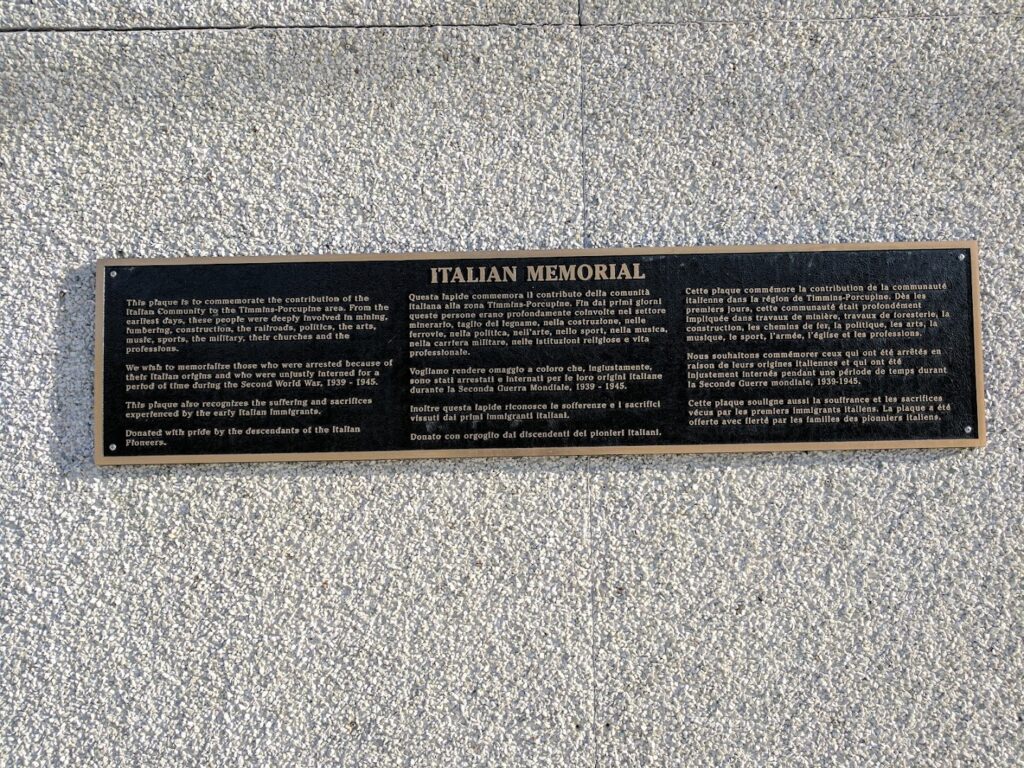 ITALIAN MEMORIAL
This plaque is to commemorate the contribution of the
Italian Community to the Timmins-Porcupine area. From the
earliest days, these people were deeply involved in mining,
lumbering, construction, the railroads, politics, the arts,
music, sports, the military, their churches and the
professions.
We wish to memorialize those who were arrested because of
their Italian origins and who were unjustly interned for a
period of time during the Second World War, 1939 - 1945.
This plaque also recognizes the suffering and sacrifices
experienced by the early Italian immigrants.
Donated with pride by the descendants of the Italian
Pioneers.
Questa lapide commemora il contributo della comunità
italiana alla zona Timmins-Porcupine. Fin dai primi giorni
queste persone erano profondamente coinvolte nel settore
minerario, taglio del legname, nella costruzione, nelle
ferrovie, nella politica, nell'arte, nello sport, nella musica,
nella carriera militare, nelle istituzioni religiose e vita
professionale.
Vogliamo rendere omaggio a coloro che, ingiustamente,
sono stati arrestati e internati per le loro origini italiane
durante la Seconda Guerra Mondiale, 1939 - 1945.
Inoltre questa lapide riconosce le sofferenze e i sacrifici
vissuti dai primi immigranti italiani.
Donato con orgoglio dai discendenti dei pionieri italiani.
Cette plaque commémore la contribution de la communauté
italienne dans la région de Timmins-Porcupine. Dès les
premiers jours, cette communauté était profondément
impliquée dans travaux de minière, travaux de foresterie, la
construction, les chemins de fer, la politique, les arts, la
musique, le sport, l'armée, l'église et les professions.
Nous souhaitons commémorer ceux qui ont été arrêtés en
raison de leurs origines italiennes et qui ont été
injustement internés pendant une période de temps durant
la Seconde Guerre mondiale, 1939-1945.
Cette plaque souligne aussi la souffrance et les sacrifices
vécus par les premiers immigrants italiens. La plaque a été
offerte avec fierté par les familles des pionniers italiens.